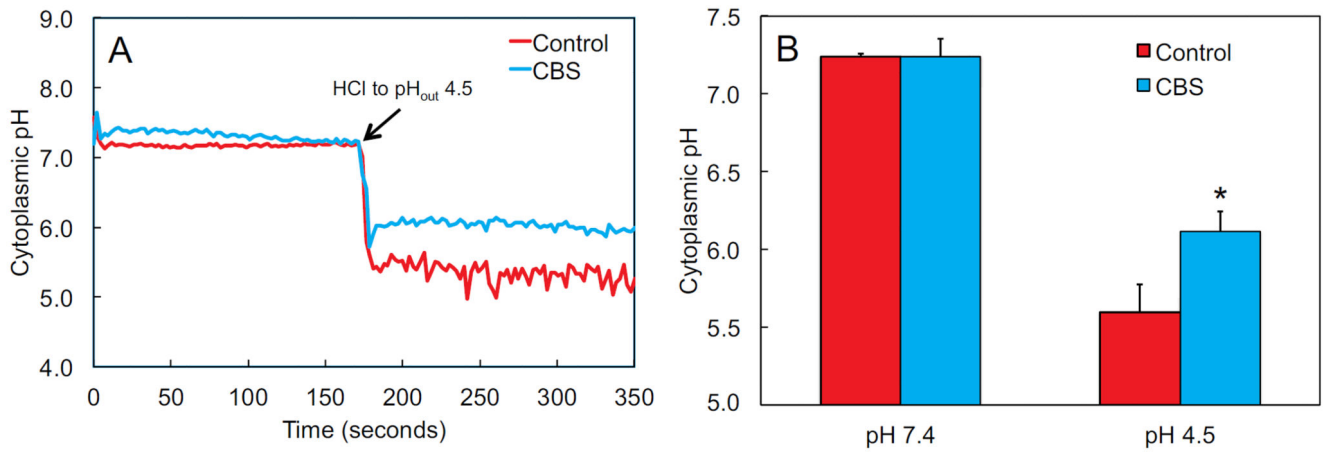 A
Control
CBS
HCl to pHout 4.5
9.0
8.0
7.0
6.0
5.0
4.0
Cytoplasmic pH
0
50
100
150
200
250
300
350
Time (seconds)
B
Control
CBS
*
7.5
7.0
6.5
6.0
5.5
5.0
Cytoplasmic pH
pH 7.4
pH 4.5